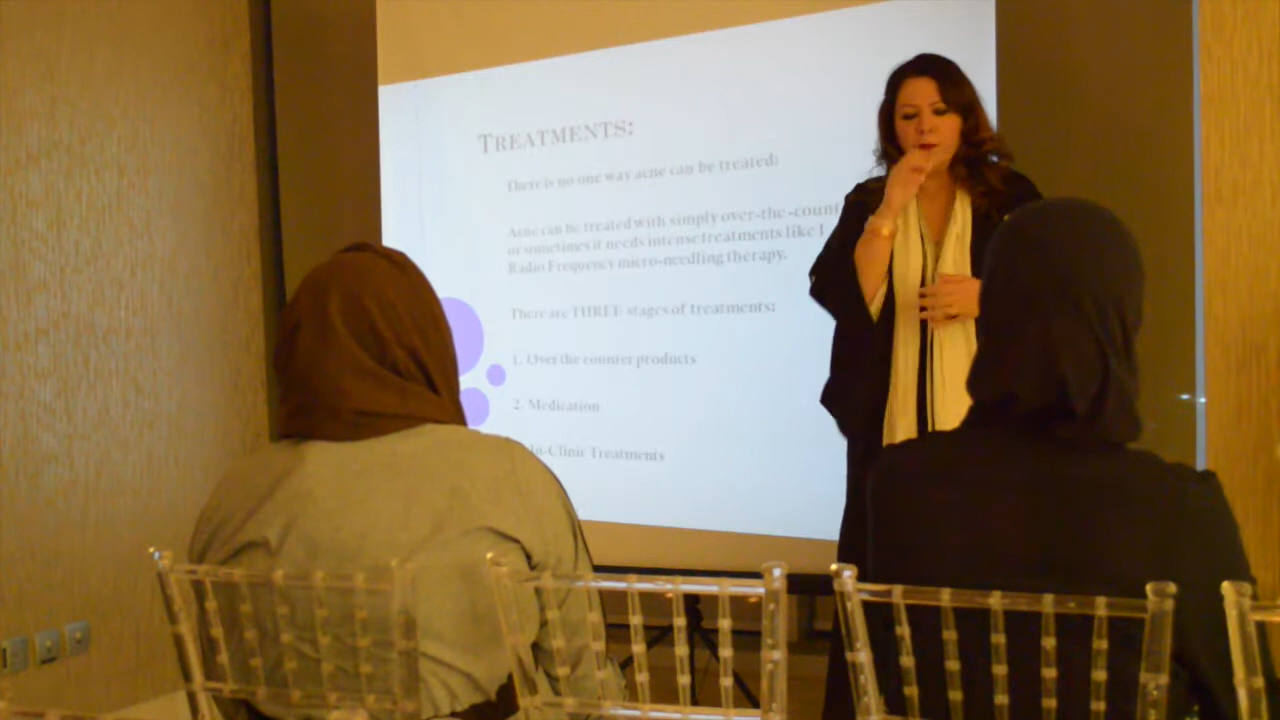 TREATMENTS:
There is no one way acne can be treated:
Acne can be treated with simply over-the-count
or sometimes it needs intense treatments like
Radio Frequency micro-needling therapy.
There are THREE stages of treatments:
1. Over the counter products
2. Medication
In-Clinic Treatments